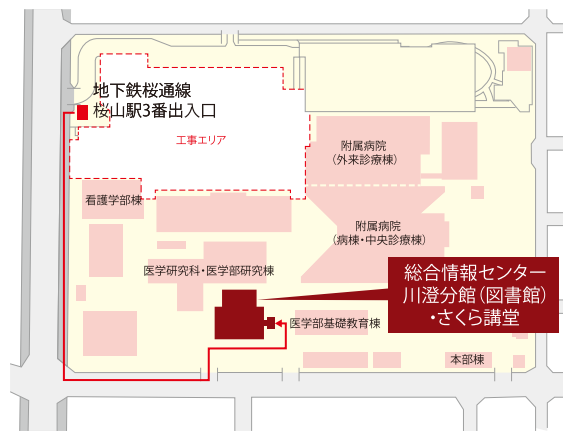 地下鉄桜通線
桜山駅3番出入口
工事エリア
附属病院
（外来診療棟）
看護学部棟
附属病院
（病棟・中央診療棟）
医学研究科・医学部研究棟
総合情報センター
川澄分館（図書館）
・さくら講堂
医学部基礎教育棟
本部棟